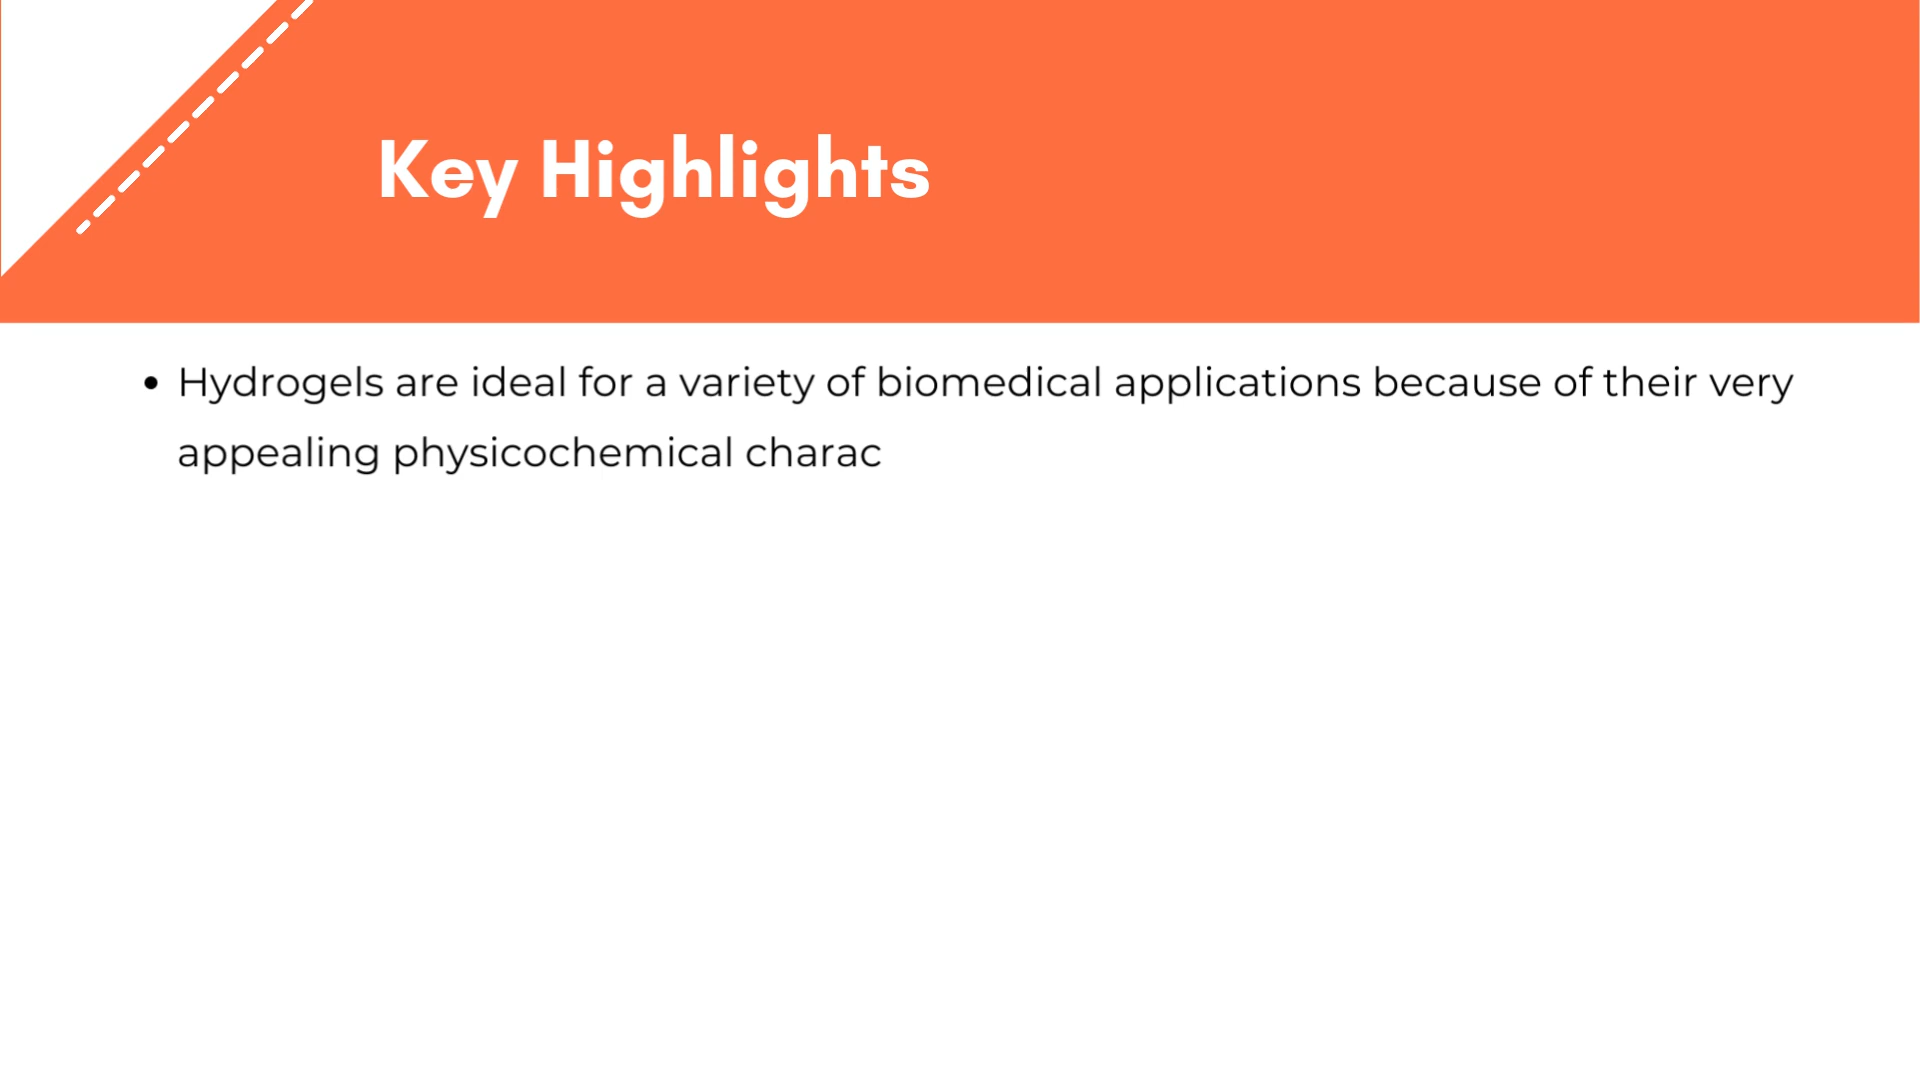 Key Highlights
• Hydrogels are ideal for a variety of biomedical applications because of their very
appealing physicochemical charac